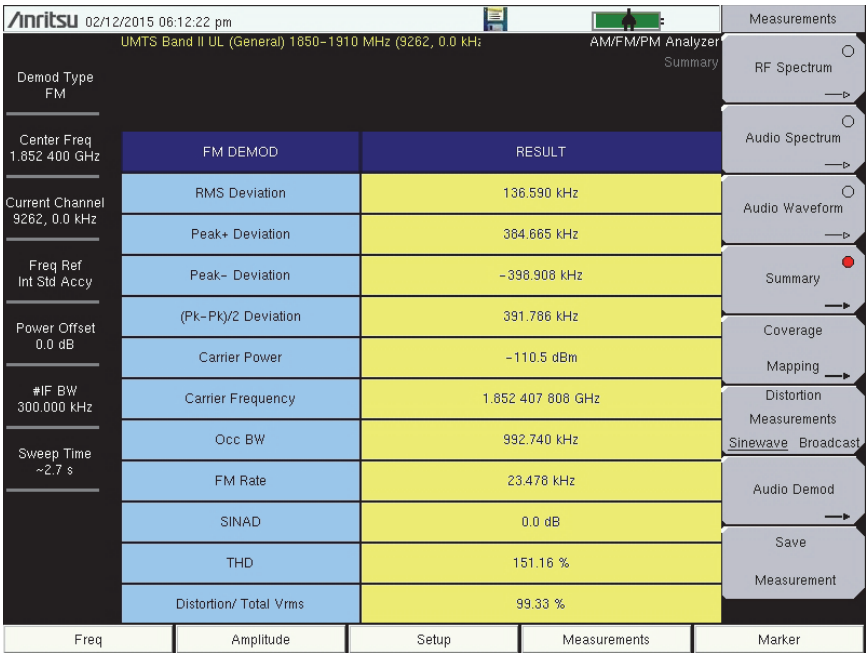 Anritsu 02/12/2015 06:12:22 pm
UMTS Band II UL (General) 1850-1910 MHz (9262, 0.0 kHz
AM/FM/PM Analyzer
Summary
Demod Type
FM
Center Freq
1.852 400 GHz
Current Channel
9262, 0.0 kHz
Freq Ref
Int Std Accy
Power Offset
0.0 dB
#IF BW
300.000 kHz
Sweep Time
~2.7 s
FM DEMOD RESULT
RMS Deviation 136.590 kHz
Peak+ Deviation 384.665 kHz
Peak- Deviation -398.908 kHz
(Pk-Pk)/2 Deviation 391.786 kHz
Carrier Power -110.5 dBm
Carrier Frequency 1.852 407 808 GHz
Occ BW 992.740 kHz
FM Rate 23.478 kHz
SINAD 0.0 dB
THD 151.16 %
Distortion/ Total Vrms 99.33 %
Measurements
RF Spectrum
Audio Spectrum
Audio Waveform
Summary
Coverage
Mapping
Distortion
Measurements
Sinewave Broadcast
Audio Demod
Save
Measurement
Freq Amplitude Setup Measurements Marker